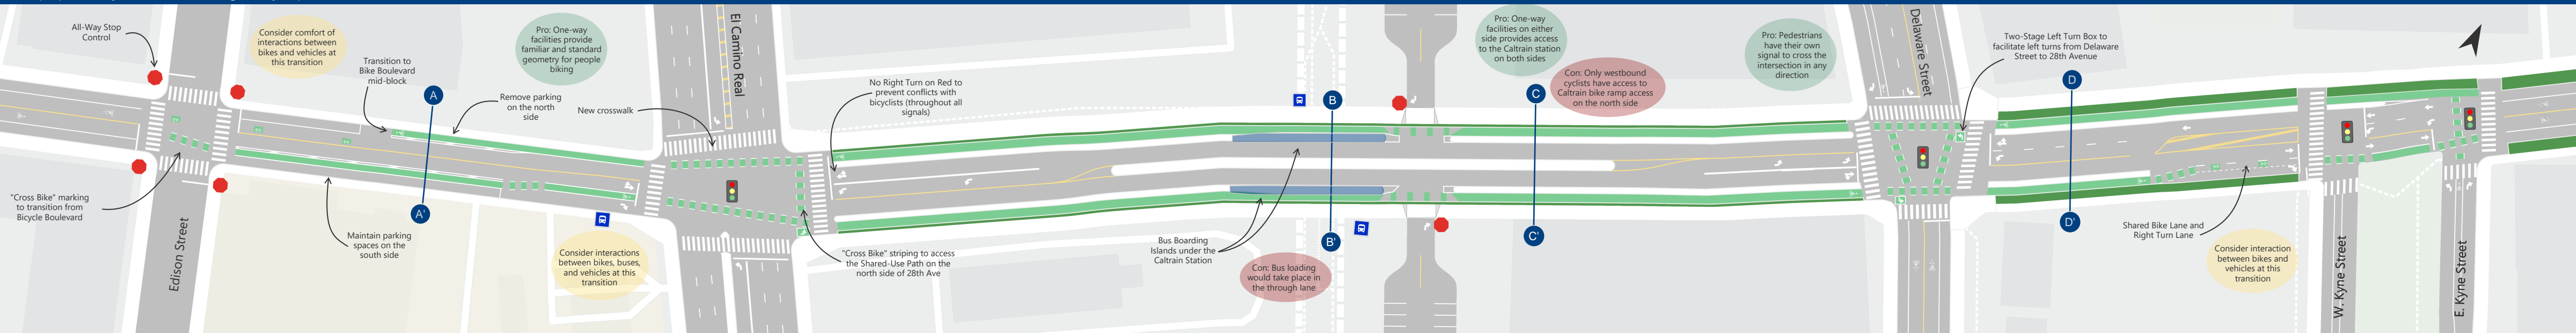 All-Way Stop
Control
Consider comfort of
interactions between
bikes and vehicles at
this transition
Transition to
Bike Boulevard
mid-block
A
Pro: One-way
facilities provide
familiar and standard
geometry for people
biking
Remove parking
on the north
side
New crosswalk
El Camino Real
No Right Turn on Red to
prevent conflicts with
bicyclists (throughout all
signals)
B
Pro: One-way
facilities on either
side provides access
to the Caltrain station
on both sides
C
Con: Only westbound
cyclists have access to
Caltrain bike ramp access
on the north side
Pro: Pedestrians
have their own
signal to cross the
intersection in any
direction
Delaware Street
Two-Stage Left Turn Box to
facilitate left turns from Delaware
Street to 28th Avenue
D
"Cross Bike" marking
to transition from
Bicycle Boulevard
Edison Street
A'
Maintain parking
spaces on the
south side
Consider interactions
between bikes, buses,
and vehicles at this
transition
"Cross Bike" striping to access
the Shared-Use Path on the
north side of 28th Ave
Bus Boarding
Islands under the
Caltrain Station
Con: Bus loading
would take place in
the through lane
B'
C'
D'
Shared Bike Lane and
Right Turn Lane
Consider interaction
between bikes and
vehicles at this
transition
W. Kyne Street
E. Kyne Street